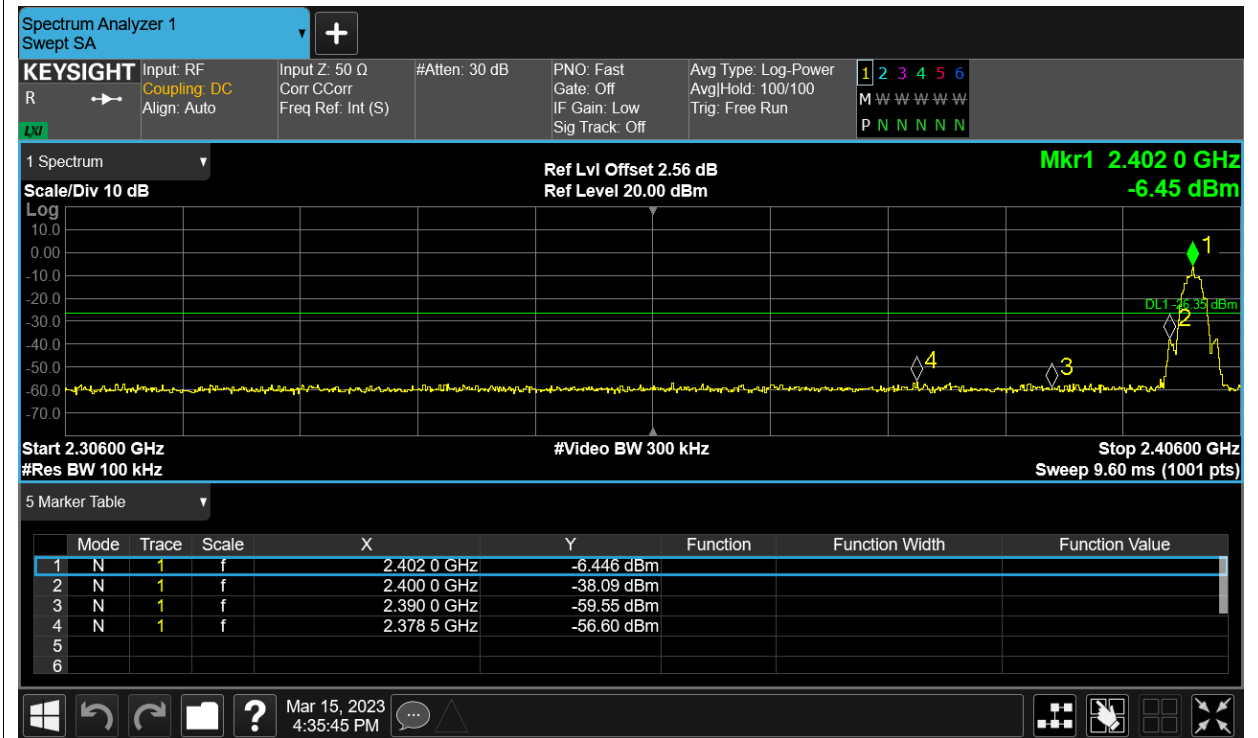 Spectrum Analyzer 1
Swept SA
+
KEYSIGHT Input: RF Input Z: 50 Ω #Atten: 30 dB PNO: Fast Avg Type: Log-Power 1 2 3 4 5 6
R Coupling: DC Corr CCorr Gate: Off Avg|Hold: 100/100 M W W W W W
Align: Auto Freq Ref: Int (S) IF Gain: Low Trig: Free Run
LXI Sig Track: Off P N N N N N N
1 Spectrum
Ref Lvl Offset 2.56 dB Mkr1 2.402 0 GHz
Scale/Div 10 dB Ref Level 20.00 dBm -6.45 dBm
Log
10.0
0.00
-10.0
-20.0
-30.0
-40.0
-50.0
-60.0
-70.0
1
DL1 -26.35 dBm
2
4
3
Start 2.30600 GHz #Video BW 300 kHz Stop 2.40600 GHz
#Res BW 100 kHz Sweep 9.60 ms (1001 pts)
5 Marker Table
Mode Trace Scale X Y Function Function Width Function Value
1 N 1 f 2.402 0 GHz -6.446 dBm
2 N 1 f 2.400 0 GHz -38.09 dBm
3 N 1 f 2.390 0 GHz -59.55 dBm
4 N 1 f 2.378 5 GHz -56.60 dBm
5
6
? Mar 15, 2023
4:35:45 PM